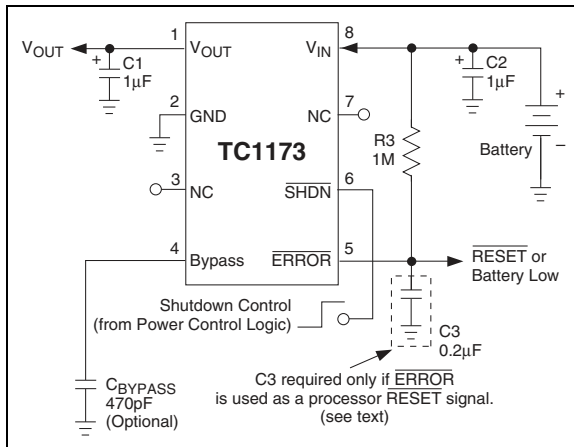 VOUT
+
C1
1µF
1
VOUT
2
GND
3
NC
4
Bypass
TC1173
8
VIN
7
NC
6
SHDN
5
ERROR
+
C2
1µF
R3
1M
+
Battery
–
RESET or
Battery Low
Shutdown Control
(from Power Control Logic)
C3
0.2µF
CBYPASS
470pF
(Optional)
C3 required only if ERROR
is used as a processor RESET signal.
(see text)